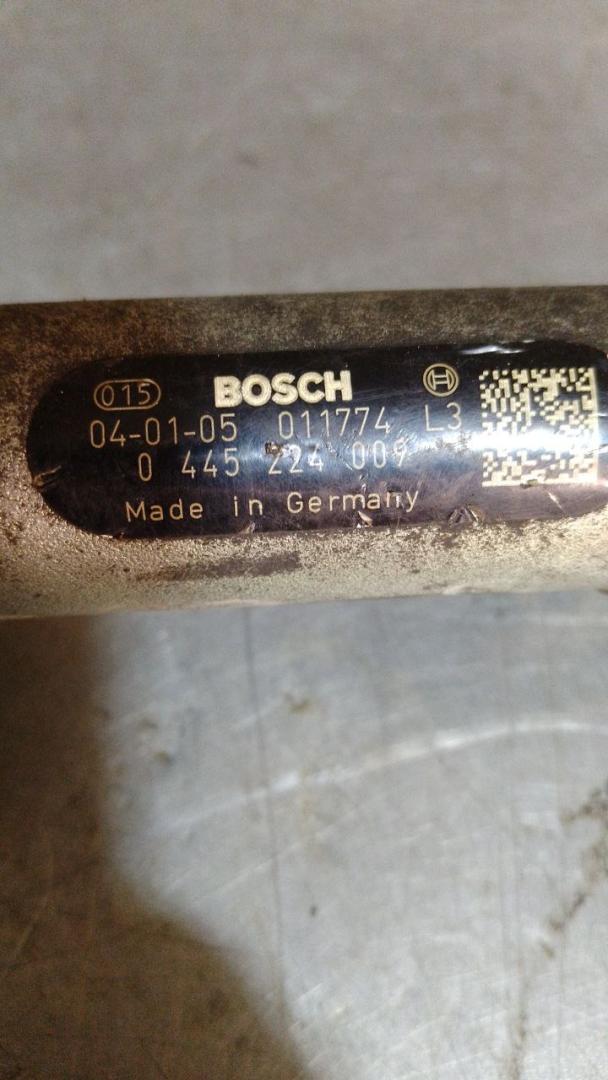 015 BOSCH
04-01-05 011774 L3
0 445 224 009
Made in Germany